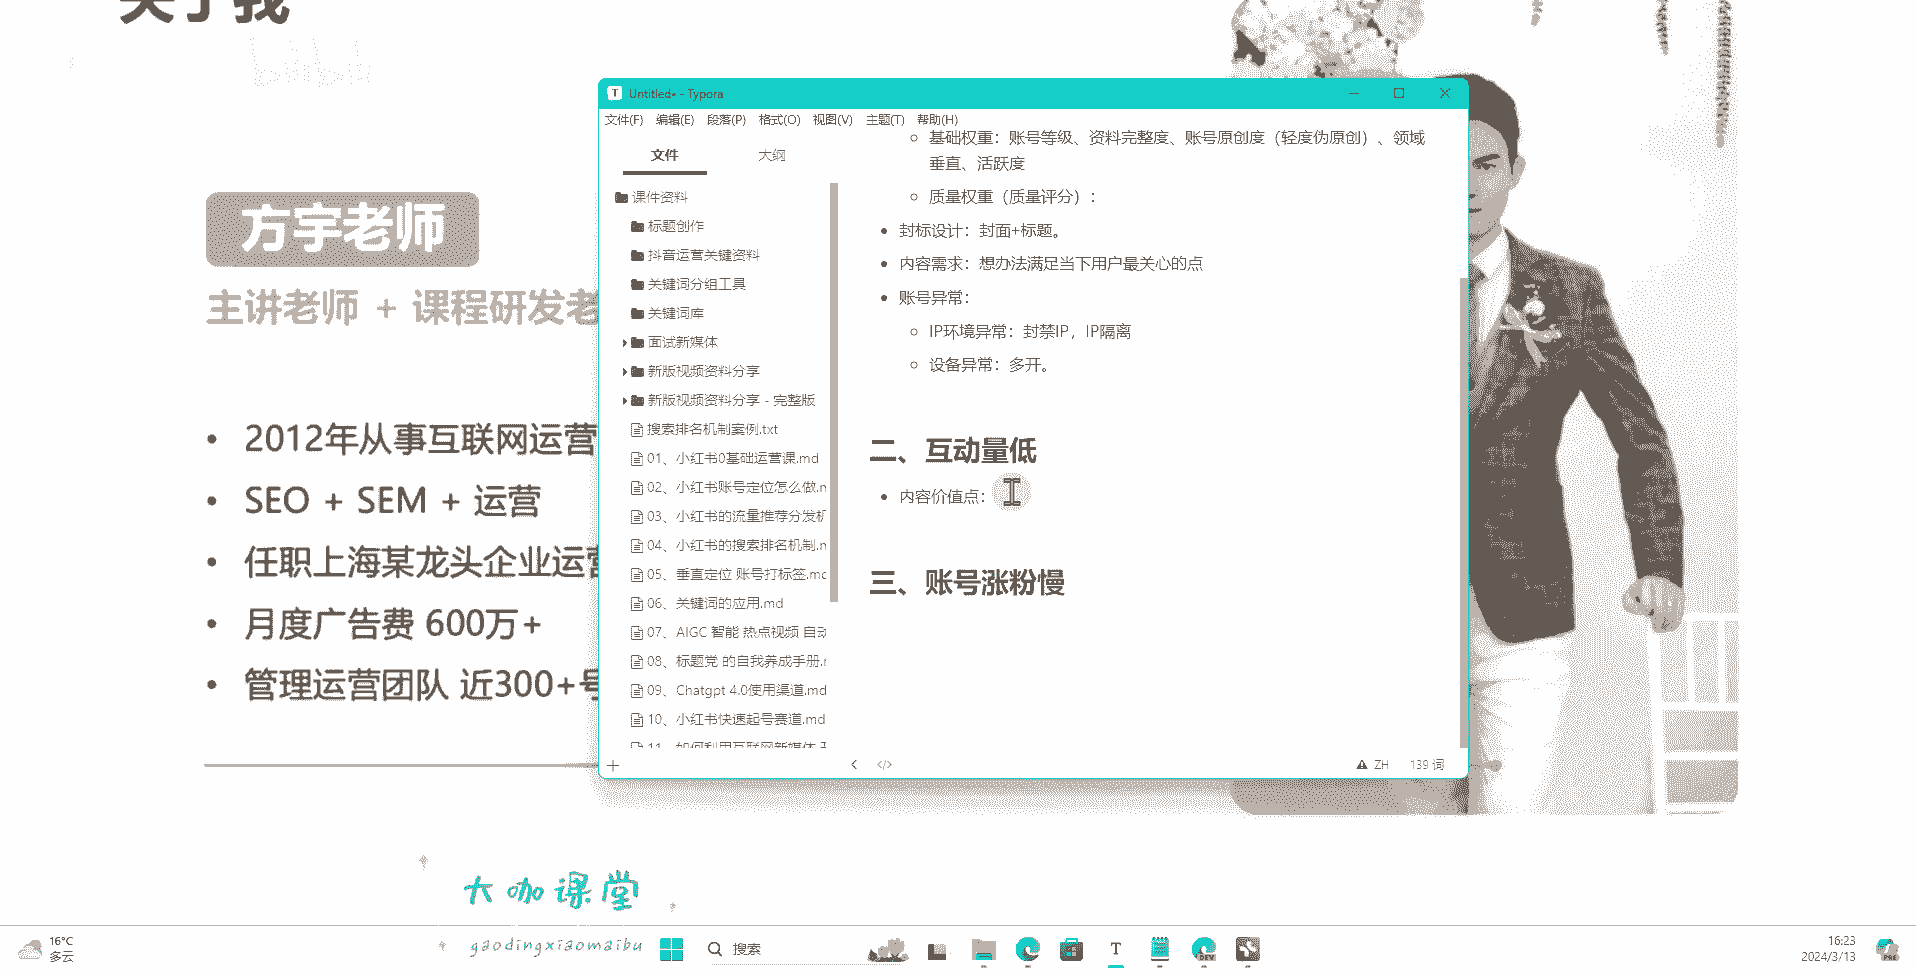 关于我
bilibili
方宇老师
主讲老师 + 课程研发老
2012年从事互联网运营
SEO + SEM + 运营
任职上海某龙头企业运营
月度广告费 600万+
管理运营团队 近300+号
Untitled• - Typora
文件(F) 编辑(E) 段落(P) 格式(O) 视图(V) 主题(T) 帮助(H)
文件 大纲
课件资料
标题创作
抖音运营关键资料
关键词分组工具
关键词库
面试新媒体
新版视频资料分享
新版视频资料分享 - 完整版
搜索排名机制案例.txt
01、小红书0基础运营课.md
02、小红书账号定位怎么做.m
03、小红书的流量推荐分发机
04、小红书的搜索排名机制.m
05、垂直定位 账号打标签.md
06、关键词的应用.md
07、AIGC 智能 热点视频 自动
08、标题党 的自我养成手册.
09、Chatgpt 4.0使用渠道.md
10、小红书快速起号赛道.md
11、如何利用互联网新媒体
基础权重：账号等级、资料完整度、账号原创度（轻度伪原创）、领域
垂直、活跃度
质量权重（质量评分）：
封标设计：封面+标题。
内容需求：想办法满足当下用户最关心的点
账号异常：
IP环境异常：封禁IP，IP隔离
设备异常：多开。
二、互动量低
内容价值点：
三、账号涨粉慢
ZH 139 词
大咖课堂
gaodingxiaomaibu
16°C
多云
搜索
DEV
16:23
2024/3/13
PRE